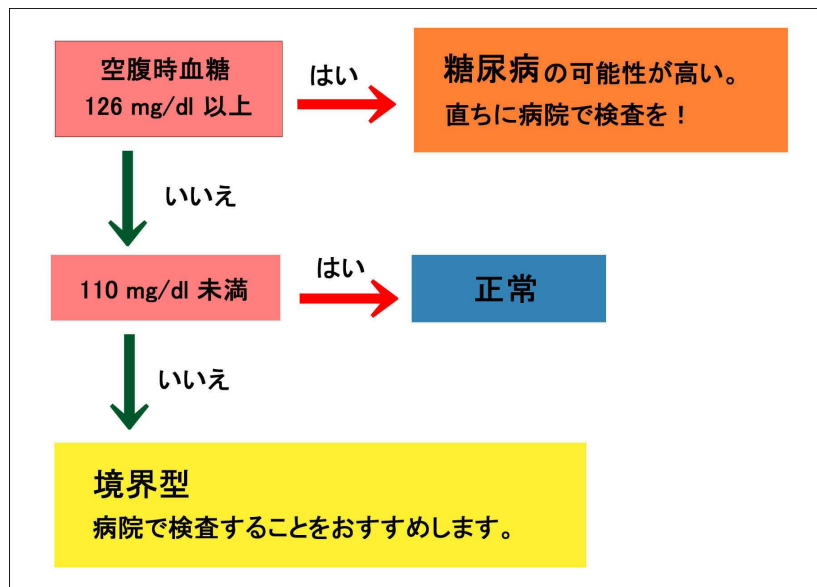 空腹時血糖
126 mg/dl 以上
はい
糖尿病の可能性が高い。
直ちに病院で検査を！
いいえ
110 mg/dl 未満
はい
正常
いいえ
境界型
病院で検査することをおすすめします。